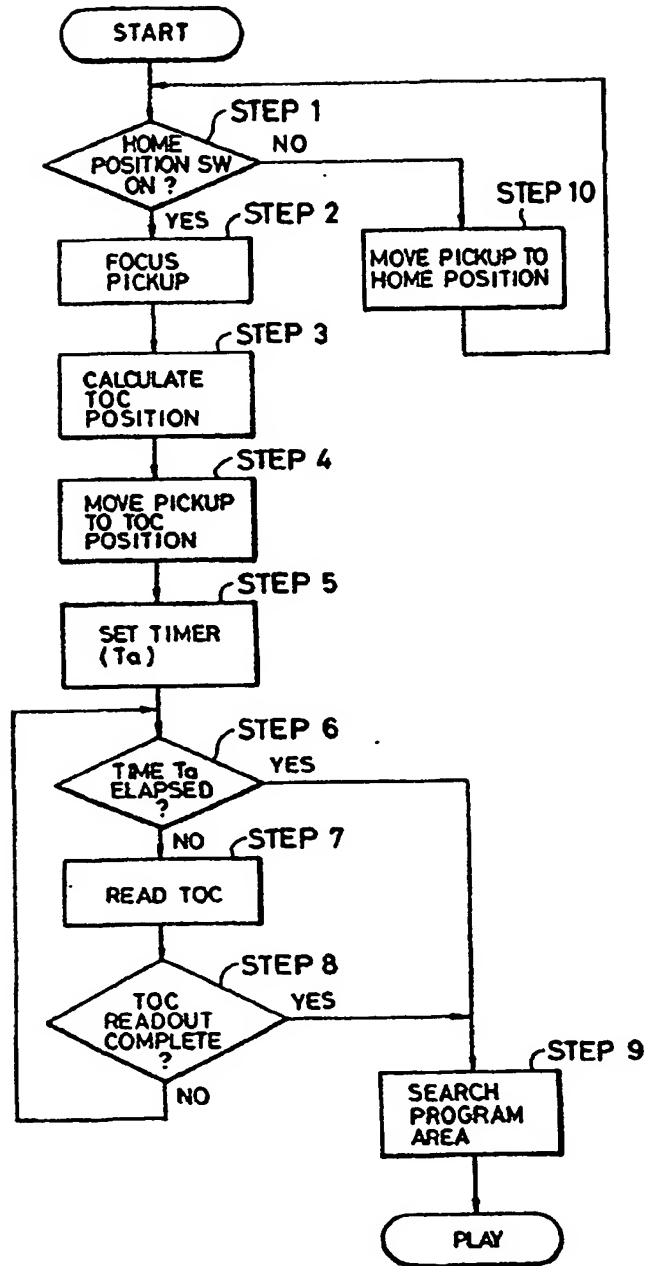 START
STEP 1
HOME
POSITION SW
ON ?
NO
YES
STEP 2
FOCUS
PICKUP
STEP 10
MOVE PICKUP TO
HOME POSITION
STEP 3
CALCULATE
TOC
POSITION
STEP 4
MOVE PICKUP
TO TOC
POSITION
STEP 5
SET TIMER
(Ta)
STEP 6
TIME Ta
ELAPSED
?
YES
NO
STEP 7
READ TOC
STEP 8
TOC
READOUT
COMPLETE
?
YES
NO
STEP 9
SEARCH
PROGRAM
AREA
PLAY